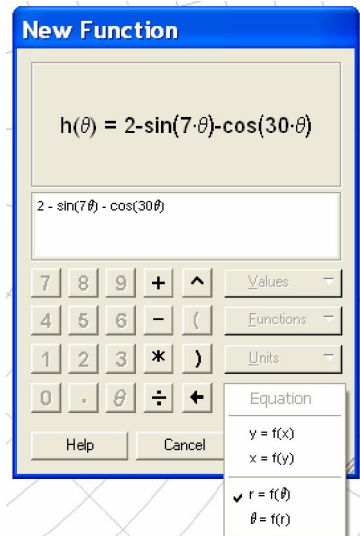 New Function
h(θ) = 2-sin(7·θ)-cos(30·θ)
2 - sin(7θ) - cos(30θ)
7 8 9 + ^ Values
4 5 6 - ( Functions
1 2 3 * ) Units
0 . θ ÷ ← Equation
Help Cancel
y = f(x)
x = f(y)
✓ r = f(θ)
θ = f(r)